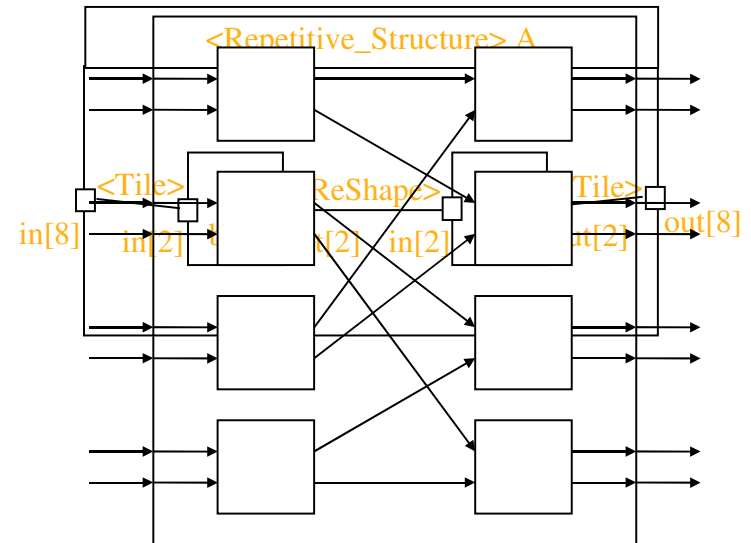 <Repetitive_Structure> A
<Tile>
ReShape>
Tile>
in[8]
in[2]
t[2]
in[2]
ut[2]
out[8]